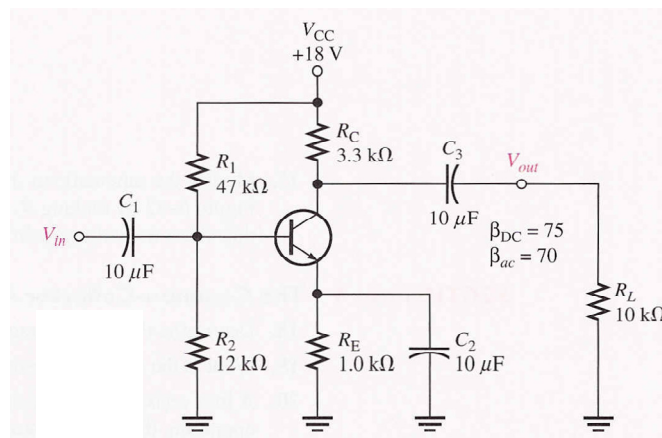 V_CC
+18 V
R_C
3.3 kΩ
C_3
V_out
R_1
47 kΩ
C_1
V_in
10 μF
10 μF
β_DC = 75
β_ac = 70
R_L
10 kΩ
R_2
12 kΩ
R_E
1.0 kΩ
C_2
10 μF